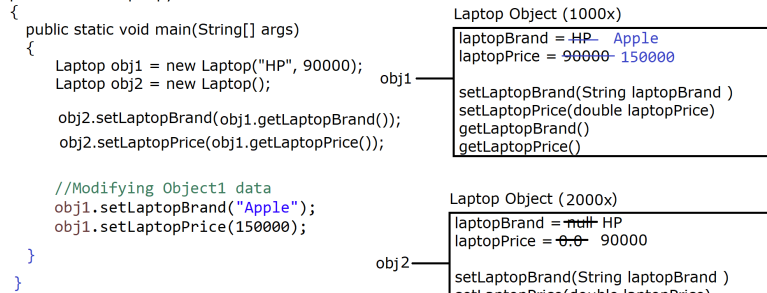 {
public static void main(String[] args)
{
Laptop obj1 = new Laptop("HP", 90000);
Laptop obj2 = new Laptop();
obj2.setLaptopBrand(obj1.getLaptopBrand());
obj2.setLaptopPrice(obj1.getLaptopPrice());
//Modifying Object1 data
obj1.setLaptopBrand("Apple");
obj1.setLaptopPrice(150000);
}
}
Laptop Object (1000x)
obj1
laptopBrand = HP Apple
laptopPrice = 90000 150000
setLaptopBrand(String laptopBrand )
setLaptopPrice(double laptopPrice)
getLaptopBrand()
getLaptopPrice()
Laptop Object (2000x)
obj2
laptopBrand = null HP
laptopPrice = 0.0 90000
setLaptopBrand(String laptopBrand )
setLaptopPrice(double laptopPrice)